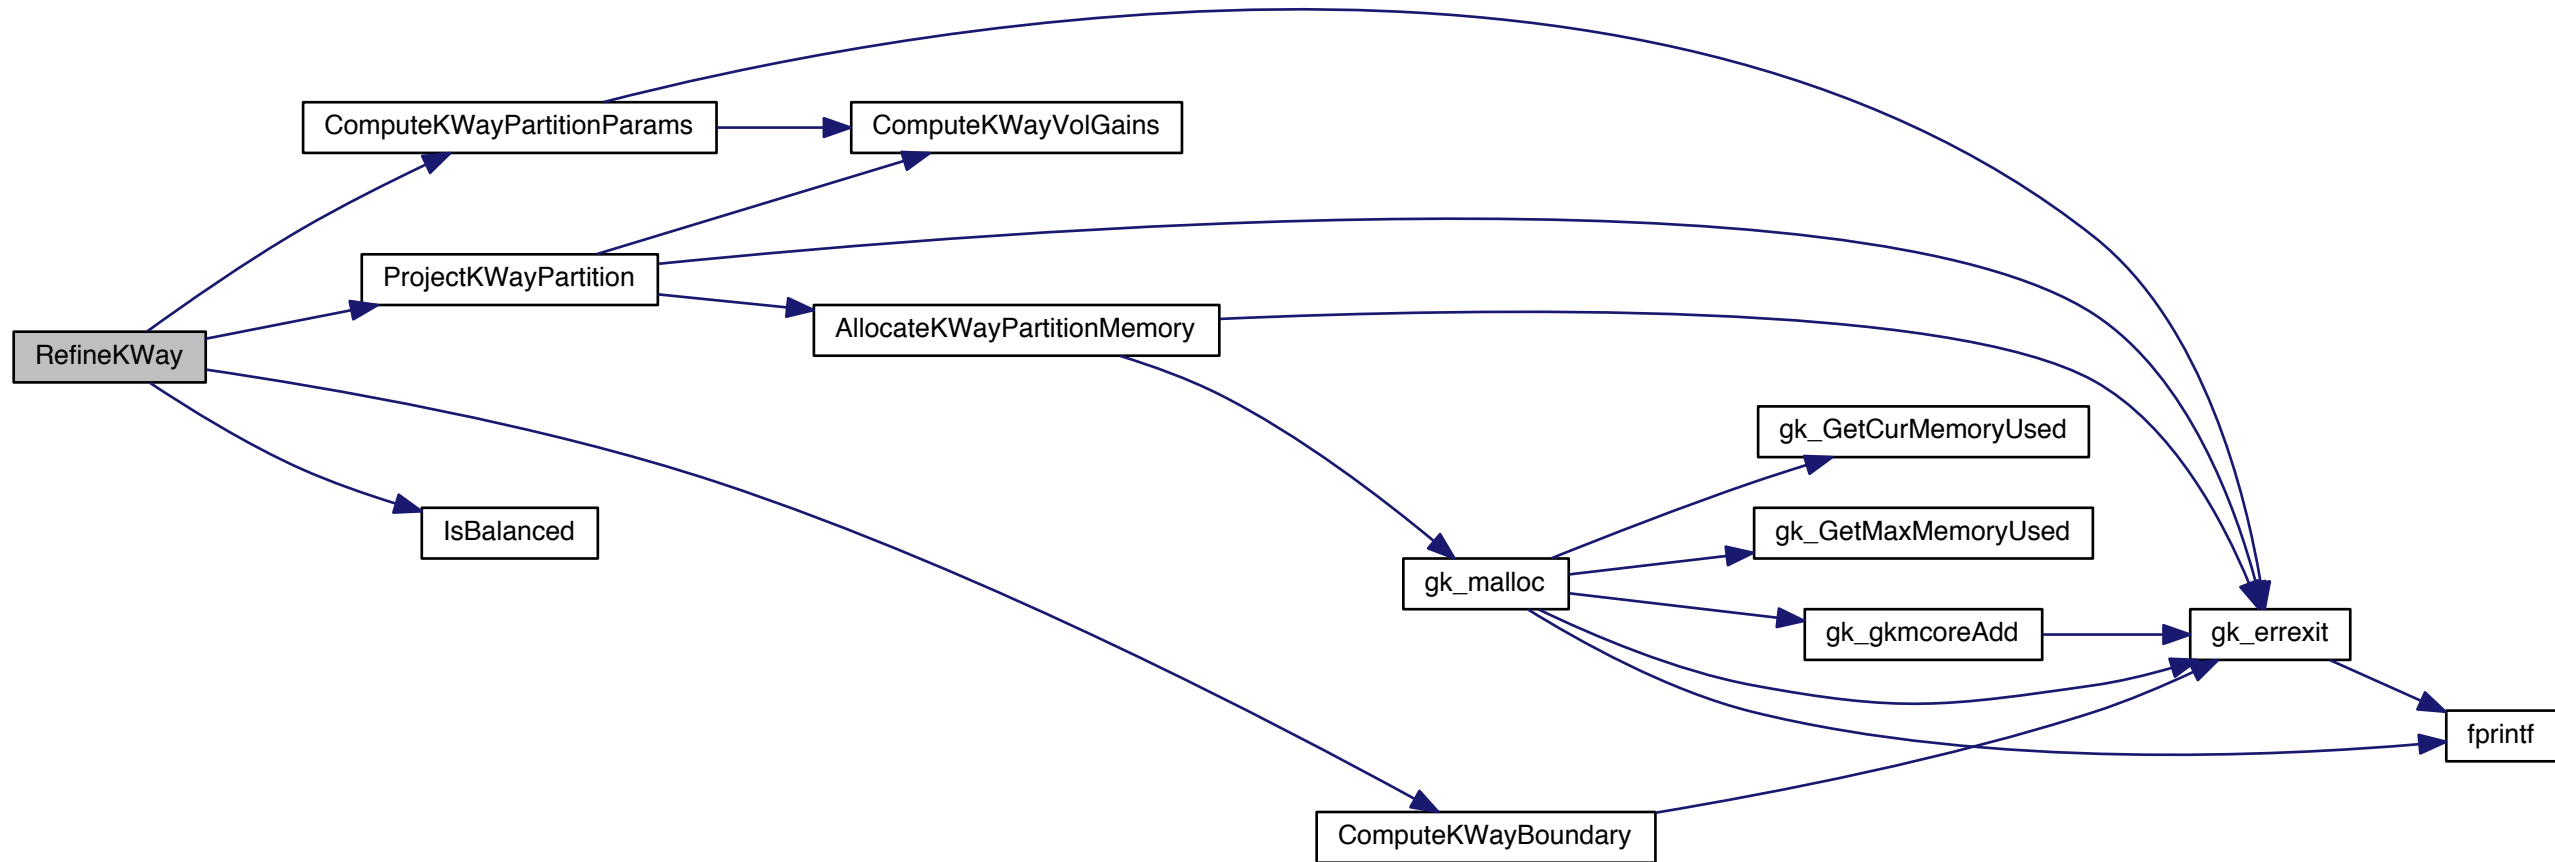 ComputeKWayPartitionParams
ComputeKWayVolGains
ProjectKWayPartition
AllocateKWayPartitionMemory
RefineKWay
gk_GetCurMemoryUsed
IsBalanced
gk_GetMaxMemoryUsed
gk_malloc
gk_gkmcoreAdd
gk_errexit
fprintf
ComputeKWayBoundary